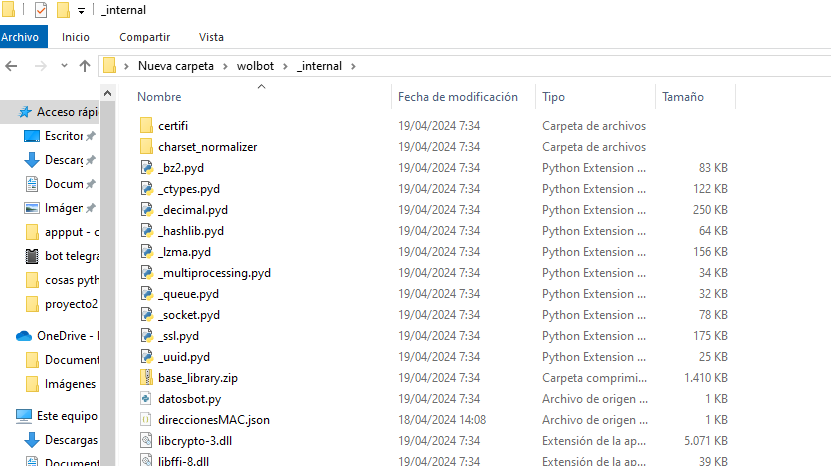 _internal
Archivo Inicio Compartir Vista
Nueva carpeta wolbot _internal
Nombre Fecha de modificación Tipo Tamaño
Acceso rápi
Escritor
Descarg
Docum
Imágen
appput - c
bot telegra
cosas pyth
proyecto2
OneDrive -
Document
Imágenes
Este equipo
Descargas
Document
certifi 19/04/2024 7:34 Carpeta de archivos
charset_normalizer 19/04/2024 7:34 Carpeta de archivos
_bz2.pyd 19/04/2024 7:34 Python Extension ... 83 KB
_ctypes.pyd 19/04/2024 7:34 Python Extension ... 122 KB
_decimal.pyd 19/04/2024 7:34 Python Extension ... 250 KB
_hashlib.pyd 19/04/2024 7:34 Python Extension ... 64 KB
_lzma.pyd 19/04/2024 7:34 Python Extension ... 156 KB
_multiprocessing.pyd 19/04/2024 7:34 Python Extension ... 34 KB
_queue.pyd 19/04/2024 7:34 Python Extension ... 32 KB
_socket.pyd 19/04/2024 7:34 Python Extension ... 78 KB
_ssl.pyd 19/04/2024 7:34 Python Extension ... 175 KB
_uuid.pyd 19/04/2024 7:34 Python Extension ... 25 KB
base_library.zip 19/04/2024 7:34 Carpeta comprimi... 1.410 KB
datosbot.py 19/04/2024 7:34 Archivo de origen ... 1 KB
direccionesMAC.json 18/04/2024 14:08 Archivo de origen ... 1 KB
libcrypto-3.dll 19/04/2024 7:34 Extensión de la ap... 5.071 KB
libffi-8.dll 19/04/2024 7:34 Extensión de la ap... 39 KB